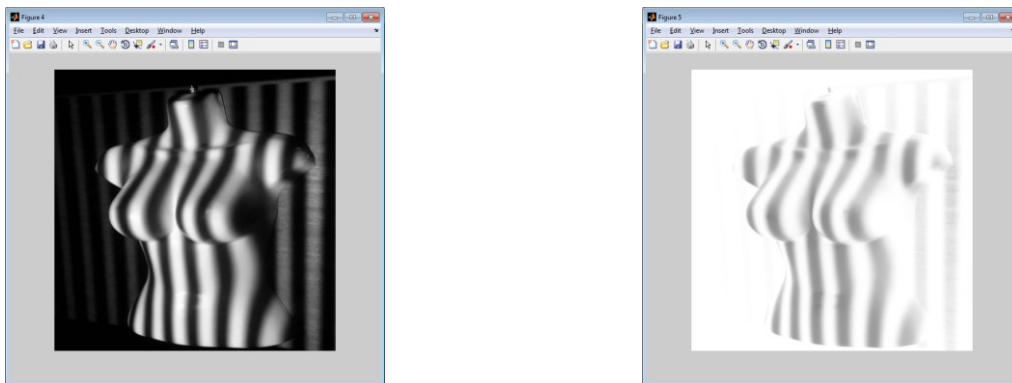 Figure 4
File Edit View Insert Tools Desktop Window Help
Figure 5
File Edit View Insert Tools Desktop Window Help